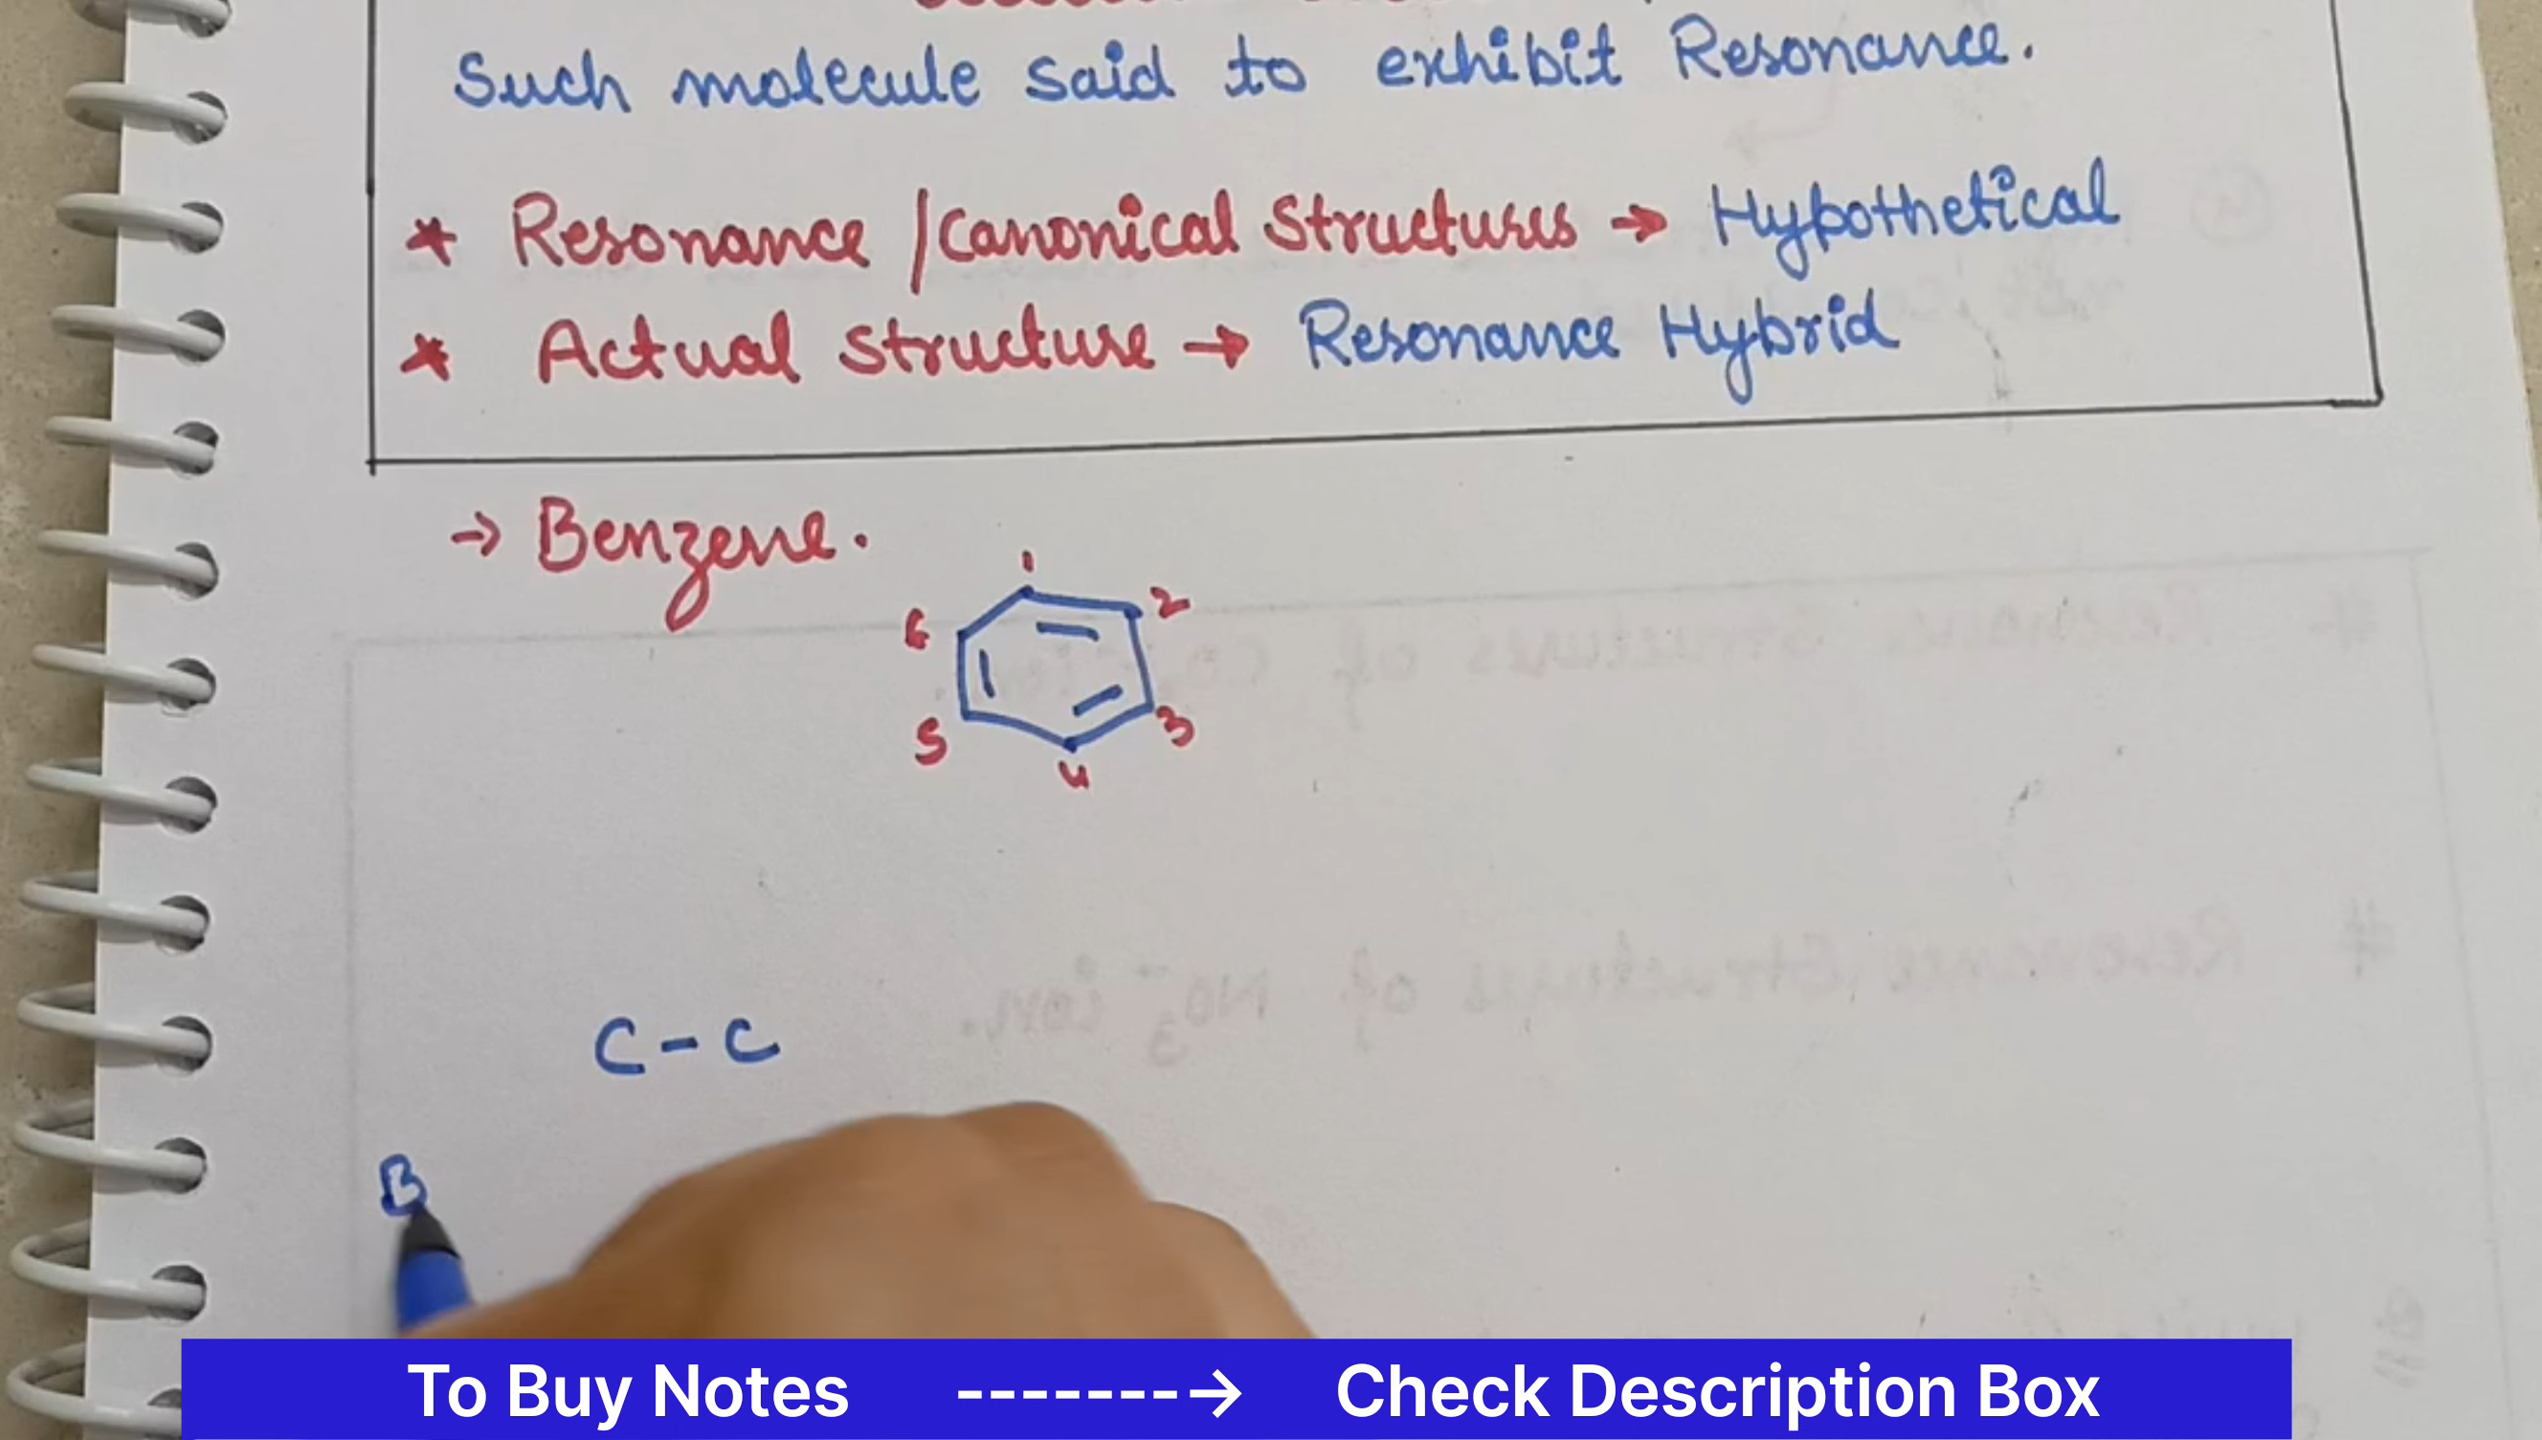 Such molecule said to exhibit Resonance.
* Resonance / Canonical Structures → Hypothetical
* Actual structure → Resonance Hybrid
→ Benzene.
1
2
6
5
3
4
C - C
B
To Buy Notes -------→ Check Description Box